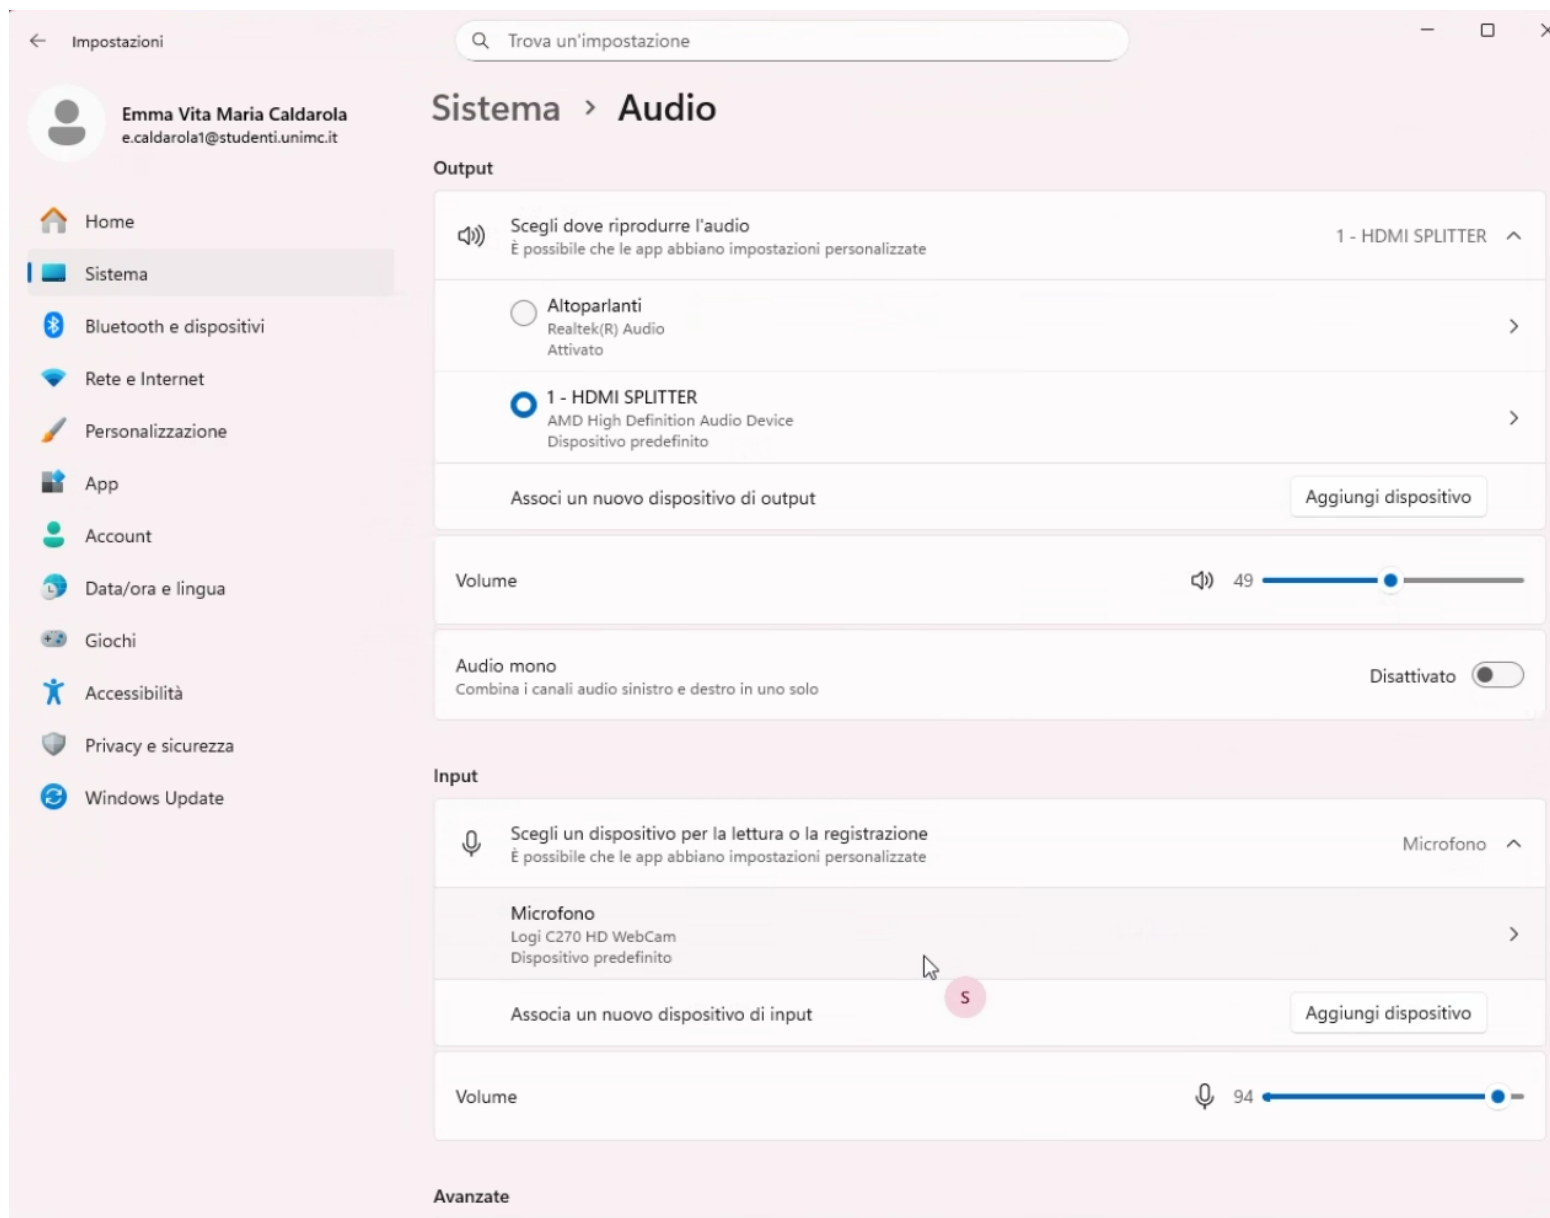 Impostazioni
Trova un'impostazione
Emma Vita Maria Caldarola
e.caldarola1@studenti.unimc.it
Home
Sistema
Bluetooth e dispositivi
Rete e Internet
Personalizzazione
App
Account
Data/ora e lingua
Giochi
Accessibilità
Privacy e sicurezza
Windows Update
Sistema > Audio
Output
Scegli dove riprodurre l'audio
È possibile che le app abbiano impostazioni personalizzate
1 - HDMI SPLITTER
Altoparlanti
Realtek(R) Audio
Attivato
1 - HDMI SPLITTER
AMD High Definition Audio Device
Dispositivo predefinito
Associ un nuovo dispositivo di output
Aggiungi dispositivo
Volume
49
Audio mono
Combina i canali audio sinistro e destro in uno solo
Disattivato
Input
Scegli un dispositivo per la lettura o la registrazione
È possibile che le app abbiano impostazioni personalizzate
Microfono
Microfono
Logi C270 HD WebCam
Dispositivo predefinito
S
Associa un nuovo dispositivo di input
Aggiungi dispositivo
Volume
94
Avanzate